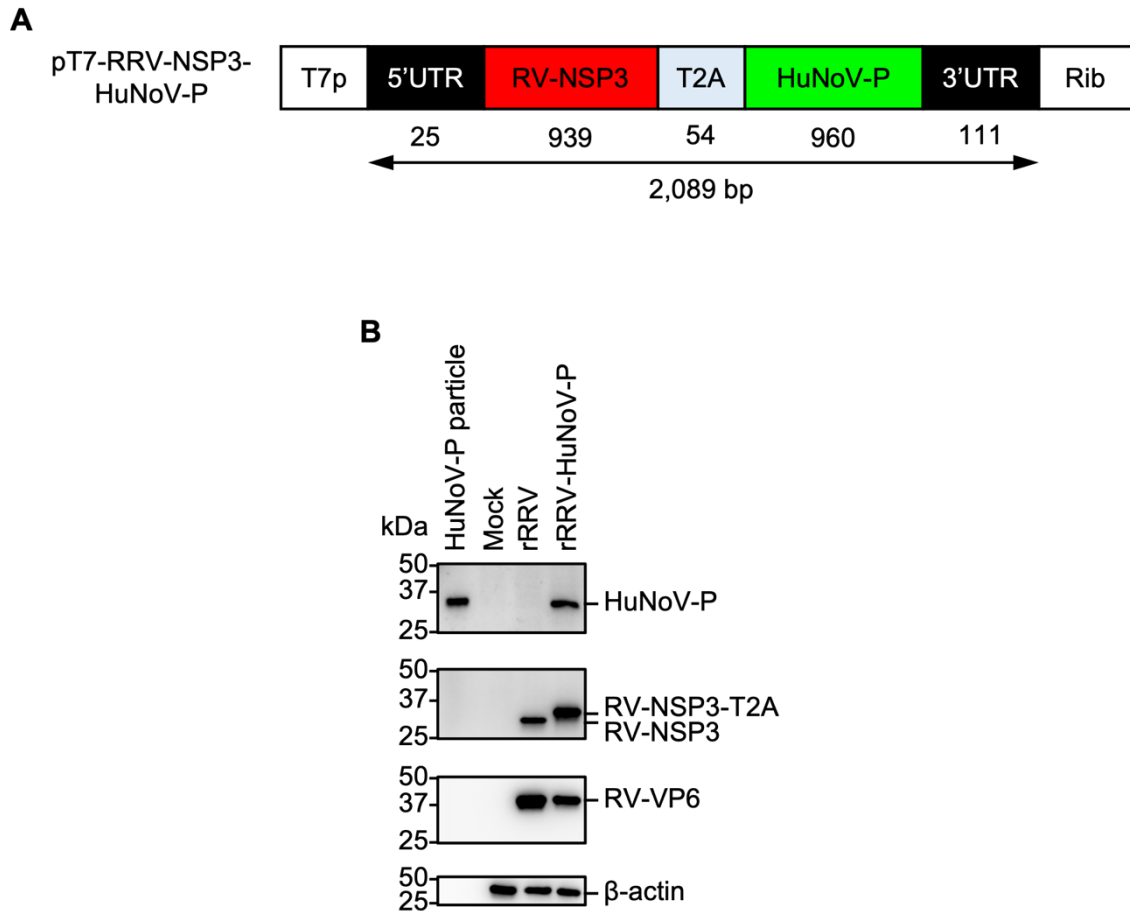 A
pT7-RRV-NSP3-
HuNoV-P
T7p 5’UTR RV-NSP3 T2A HuNoV-P 3’UTR Rib
25 939 54 960 111
2,089 bp
B
HuNoV-P particle
Mock
rRRV
rRRV-HuNoV-P
kDa
50
37
25
HuNoV-P
50
37
25
RV-NSP3-T2A
RV-NSP3
50
37
25
RV-VP6
50
25
β-actin